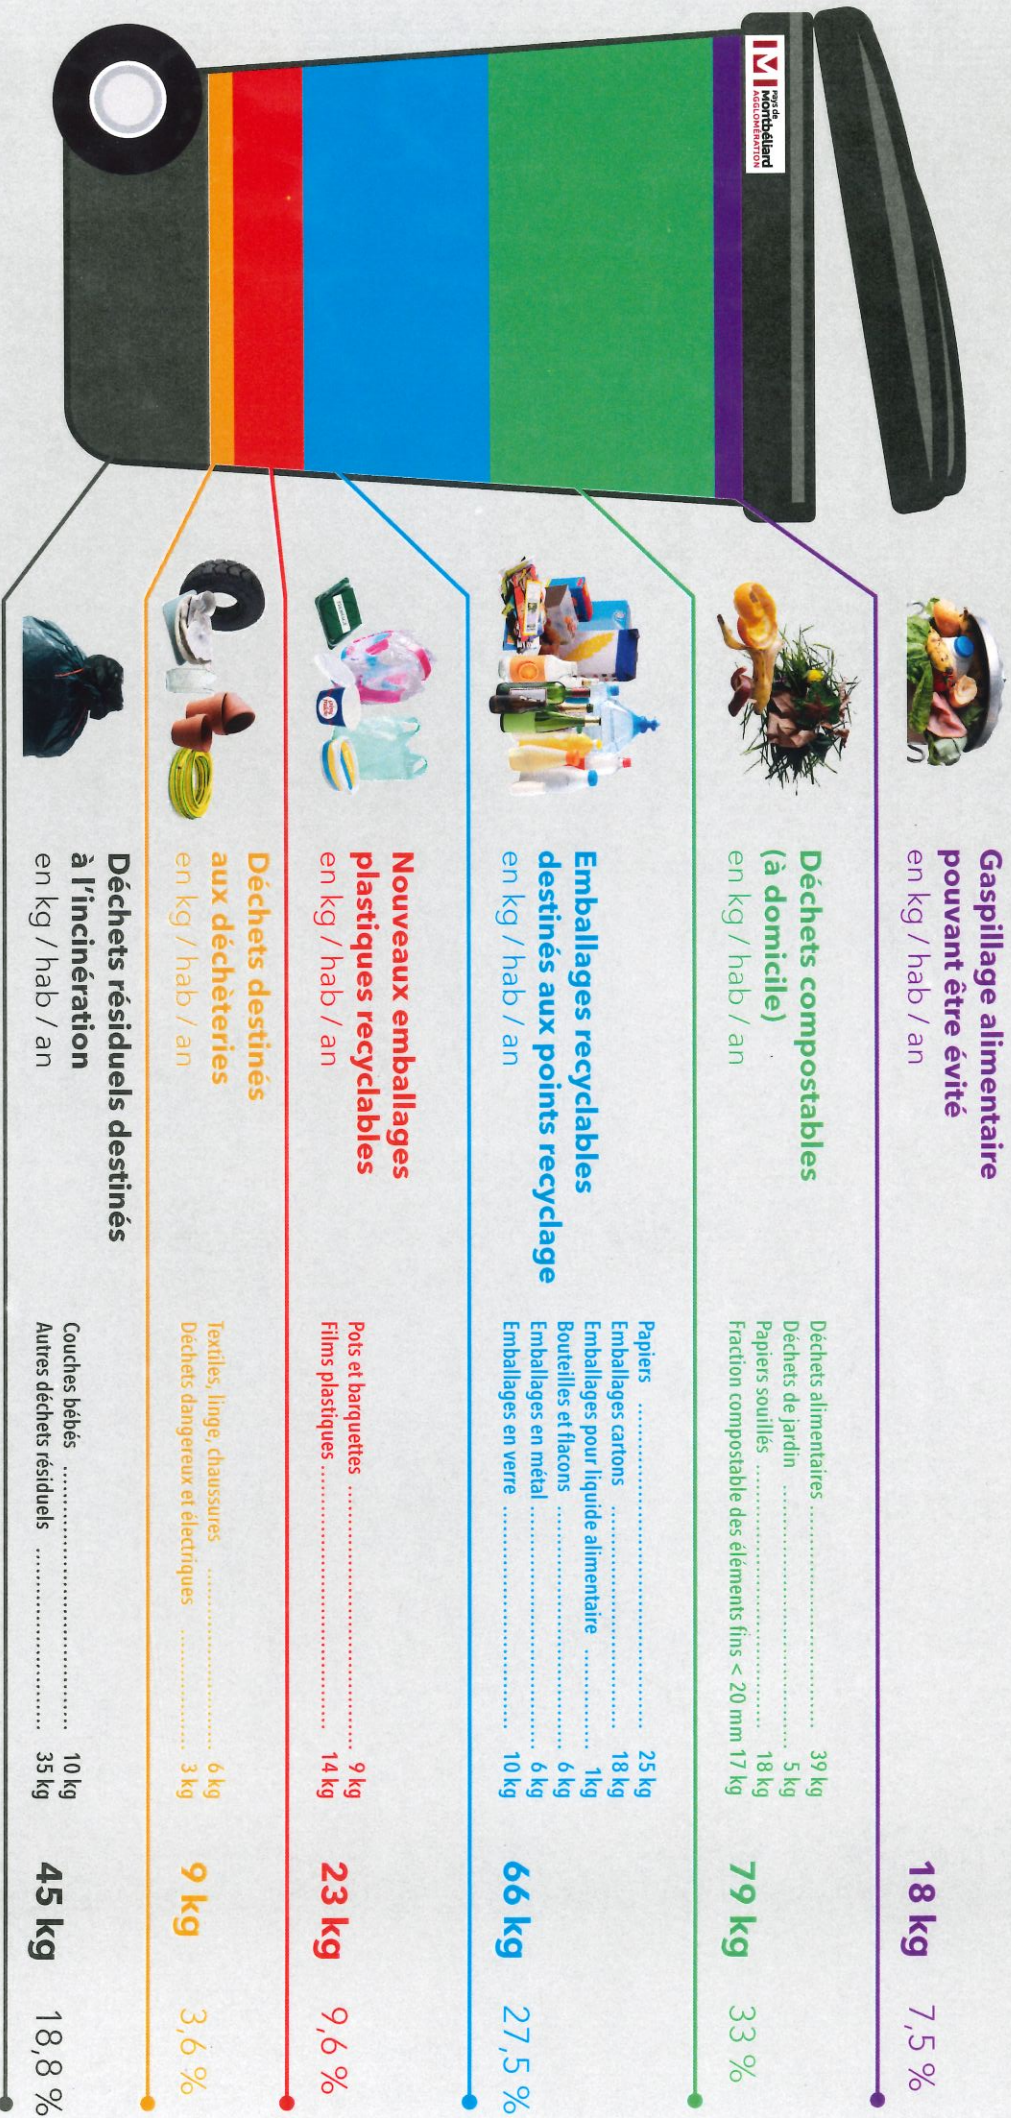 Pays de
Montbéliard
AGGLOMÉRATION
Gaspillage alimentaire
pouvant être évité
en kg / hab / an
18 kg 7,5 %
Déchets compostables
(à domicile)
en kg / hab / an
Déchets alimentaires .......... 39 kg
Déchets de jardin .......... 5 kg
Papiers souillés .......... 18 kg
Fraction compostable des éléments fins < 20 mm 17 kg
79 kg 33 %
Emballages recyclables
destinés aux points recyclage
en kg / hab / an
Papiers .......... 25 kg
Emballages cartons .......... 18 kg
Emballages pour liquide alimentaire .......... 1kg
Bouteilles et flacons .......... 6 kg
Emballages en métal .......... 6 kg
Emballages en verre .......... 10 kg
66 kg 27,5 %
Nouveaux emballages
plastiques recyclables
en kg / hab / an
Pots et barquettes .......... 9 kg
Films plastiques .......... 14 kg
23 kg 9,6 %
Déchets destinés
aux déchèteries
en kg / hab / an
Textiles, linge, chaussures .......... 6 kg
Déchets dangereux et électriques .......... 3 kg
9 kg 3,6 %
Déchets résiduels destinés
à l'incinération
en kg / hab / an
Couches bébés .......... 10 kg
Autres déchets résiduels .......... 35 kg
45 kg 18,8 %